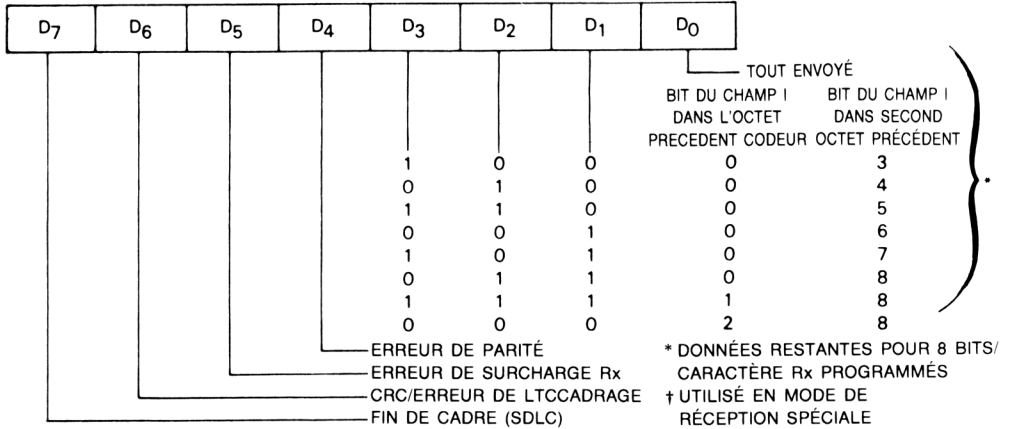 D7 D6 D5 D4 D3 D2 D1 D0
TOUT ENVOYÉ
BIT DU CHAMP I BIT DU CHAMP I
DANS L'OCTET DANS SECOND
PRECEDENT CODEUR OCTET PRÉCÉDENT
1 0 0 0 3
0 1 0 0 4
1 1 0 0 5
0 0 1 0 6
1 0 1 0 7
0 1 1 0 8
1 1 1 1 8
0 0 0 2 8
*
ERREUR DE PARITÉ * DONNÉES RESTANTES POUR 8 BITS/
ERREUR DE SURCHARGE Rx CARACTÈRE Rx PROGRAMMÉS
CRC/ERREUR DE LTCCADRAGE † UTILISÉ EN MODE DE
FIN DE CADRE (SDLC) RÉCEPTION SPÉCIALE